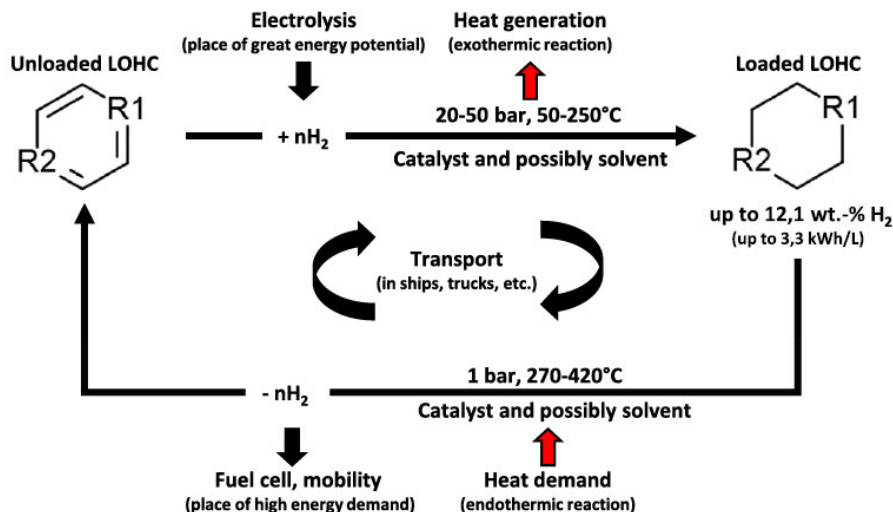 Electrolysis
(place of great energy potential)
Heat generation
(exothermic reaction)
Unloaded LOHC
Loaded LOHC
R1
R2
+ nH₂
20-50 bar, 50-250°C
Catalyst and possibly solvent
R1
R2
up to 12,1 wt.-% H₂
(up to 3,3 kWh/L)
Transport
(in ships, trucks, etc.)
- nH₂
1 bar, 270-420°C
Catalyst and possibly solvent
Fuel cell, mobility
(place of high energy demand)
Heat demand
(endothermic reaction)